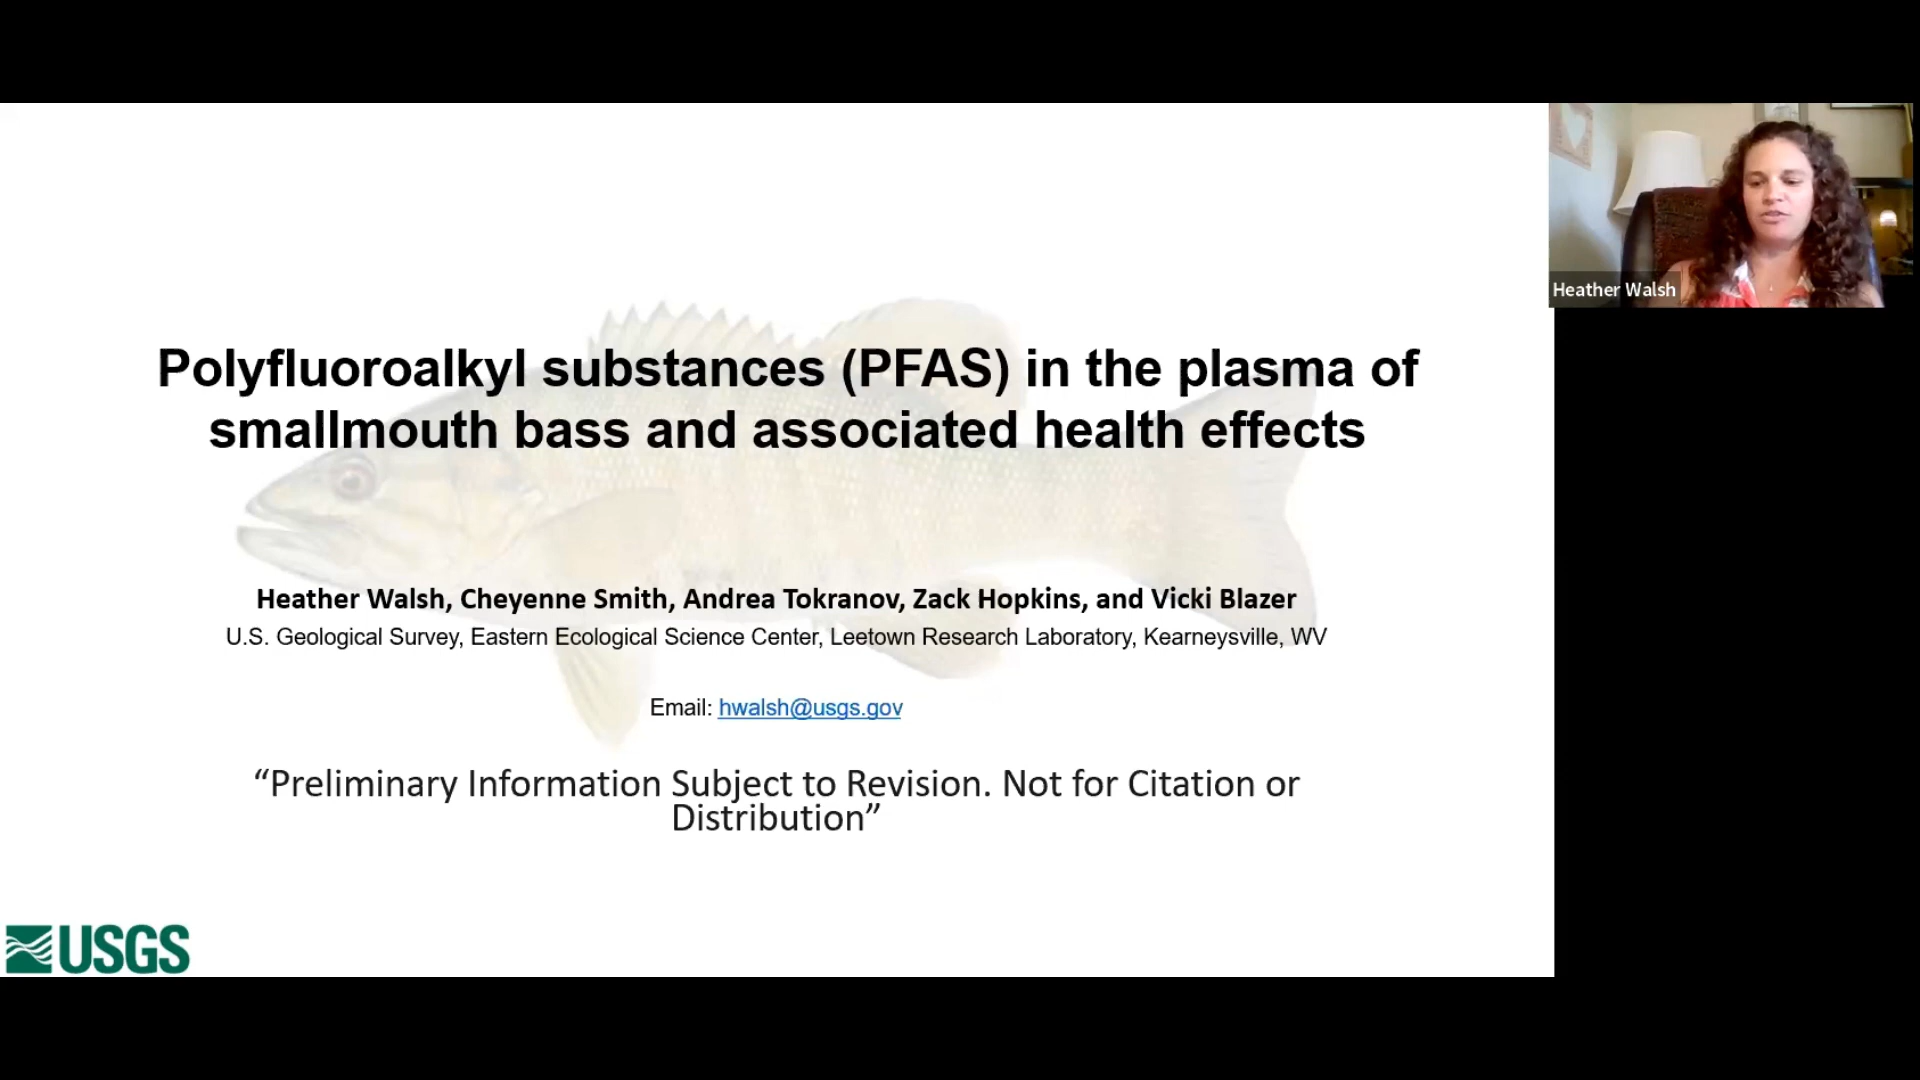 Polyfluoroalkyl substances (PFAS) in the plasma of
smallmouth bass and associated health effects
Heather Walsh, Cheyenne Smith, Andrea Tokranov, Zack Hopkins, and Vicki Blazer
U.S. Geological Survey, Eastern Ecological Science Center, Leetown Research Laboratory, Kearneysville, WV
Email: hwalsh@usgs.gov
“Preliminary Information Subject to Revision. Not for Citation or
Distribution”
USGS
Heather Walsh